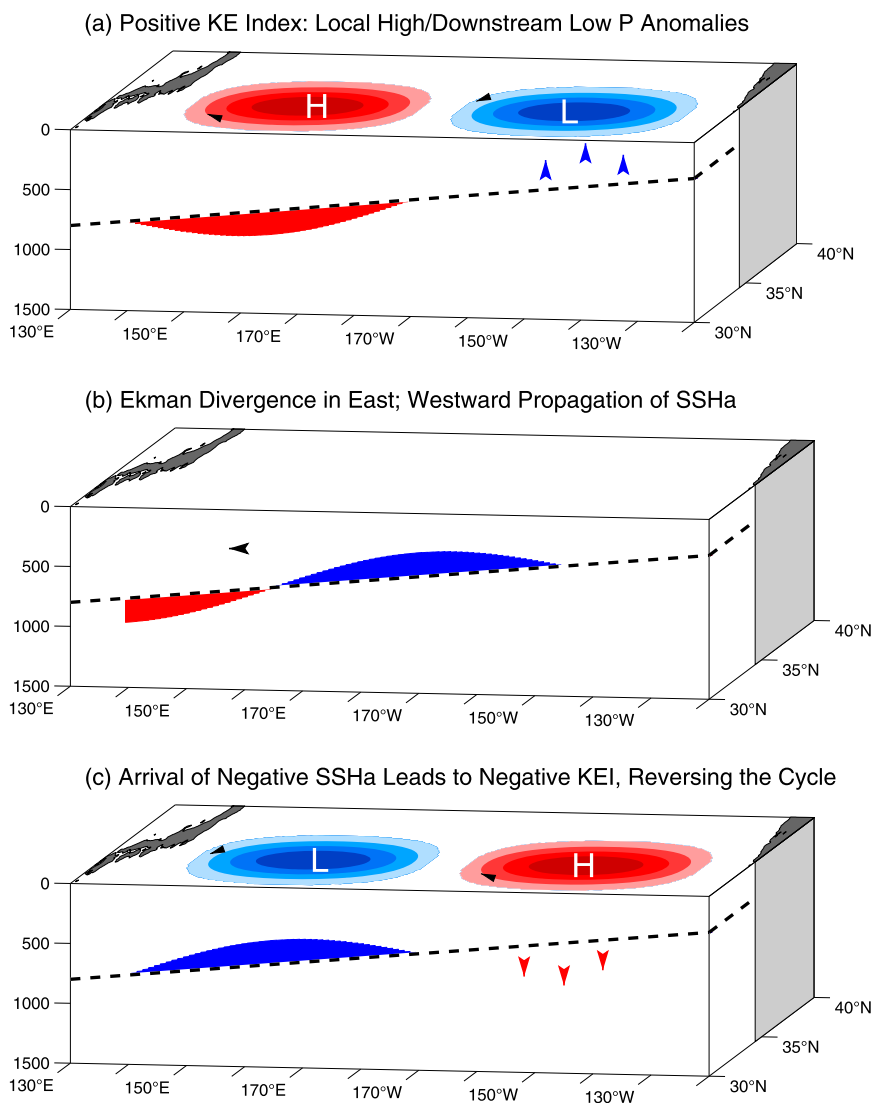 (a) Positive KE Index: Local High/Downstream Low P Anomalies
H
L
0
500
1000
1500
130°E
150°E
170°E
170°W
150°W
130°W
30°N
35°N
40°N
(b) Ekman Divergence in East; Westward Propagation of SSHa
0
500
1000
1500
130°E
150°E
170°E
170°W
150°W
130°W
30°N
35°N
40°N
(c) Arrival of Negative SSHa Leads to Negative KEI, Reversing the Cycle
L
H
0
500
1000
1500
130°E
150°E
170°E
170°W
150°W
130°W
30°N
35°N
40°N